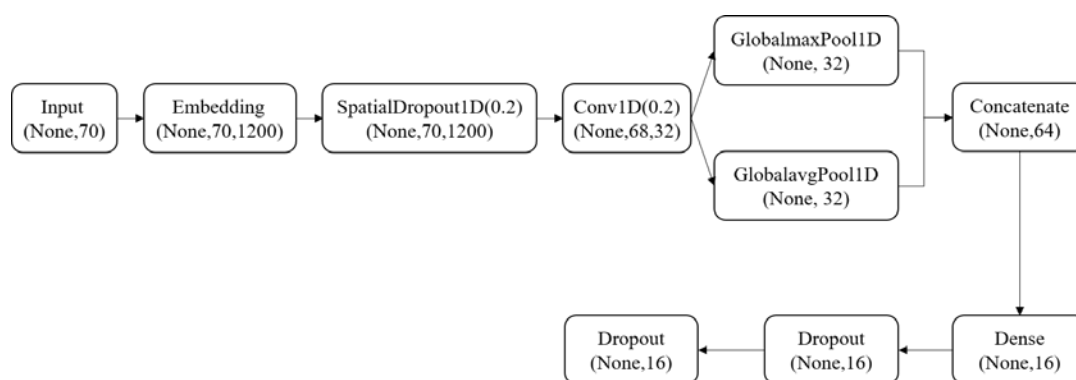 Input
(None,70)
Embedding
(None,70,1200)
SpatialDropout1D(0.2)
(None,70,1200)
Conv1D(0.2)
(None,68,32)
GlobalmaxPool1D
(None, 32)
GlobalavgPool1D
(None, 32)
Concatenate
(None,64)
Dense
(None,16)
Dropout
(None,16)
Dropout
(None,16)